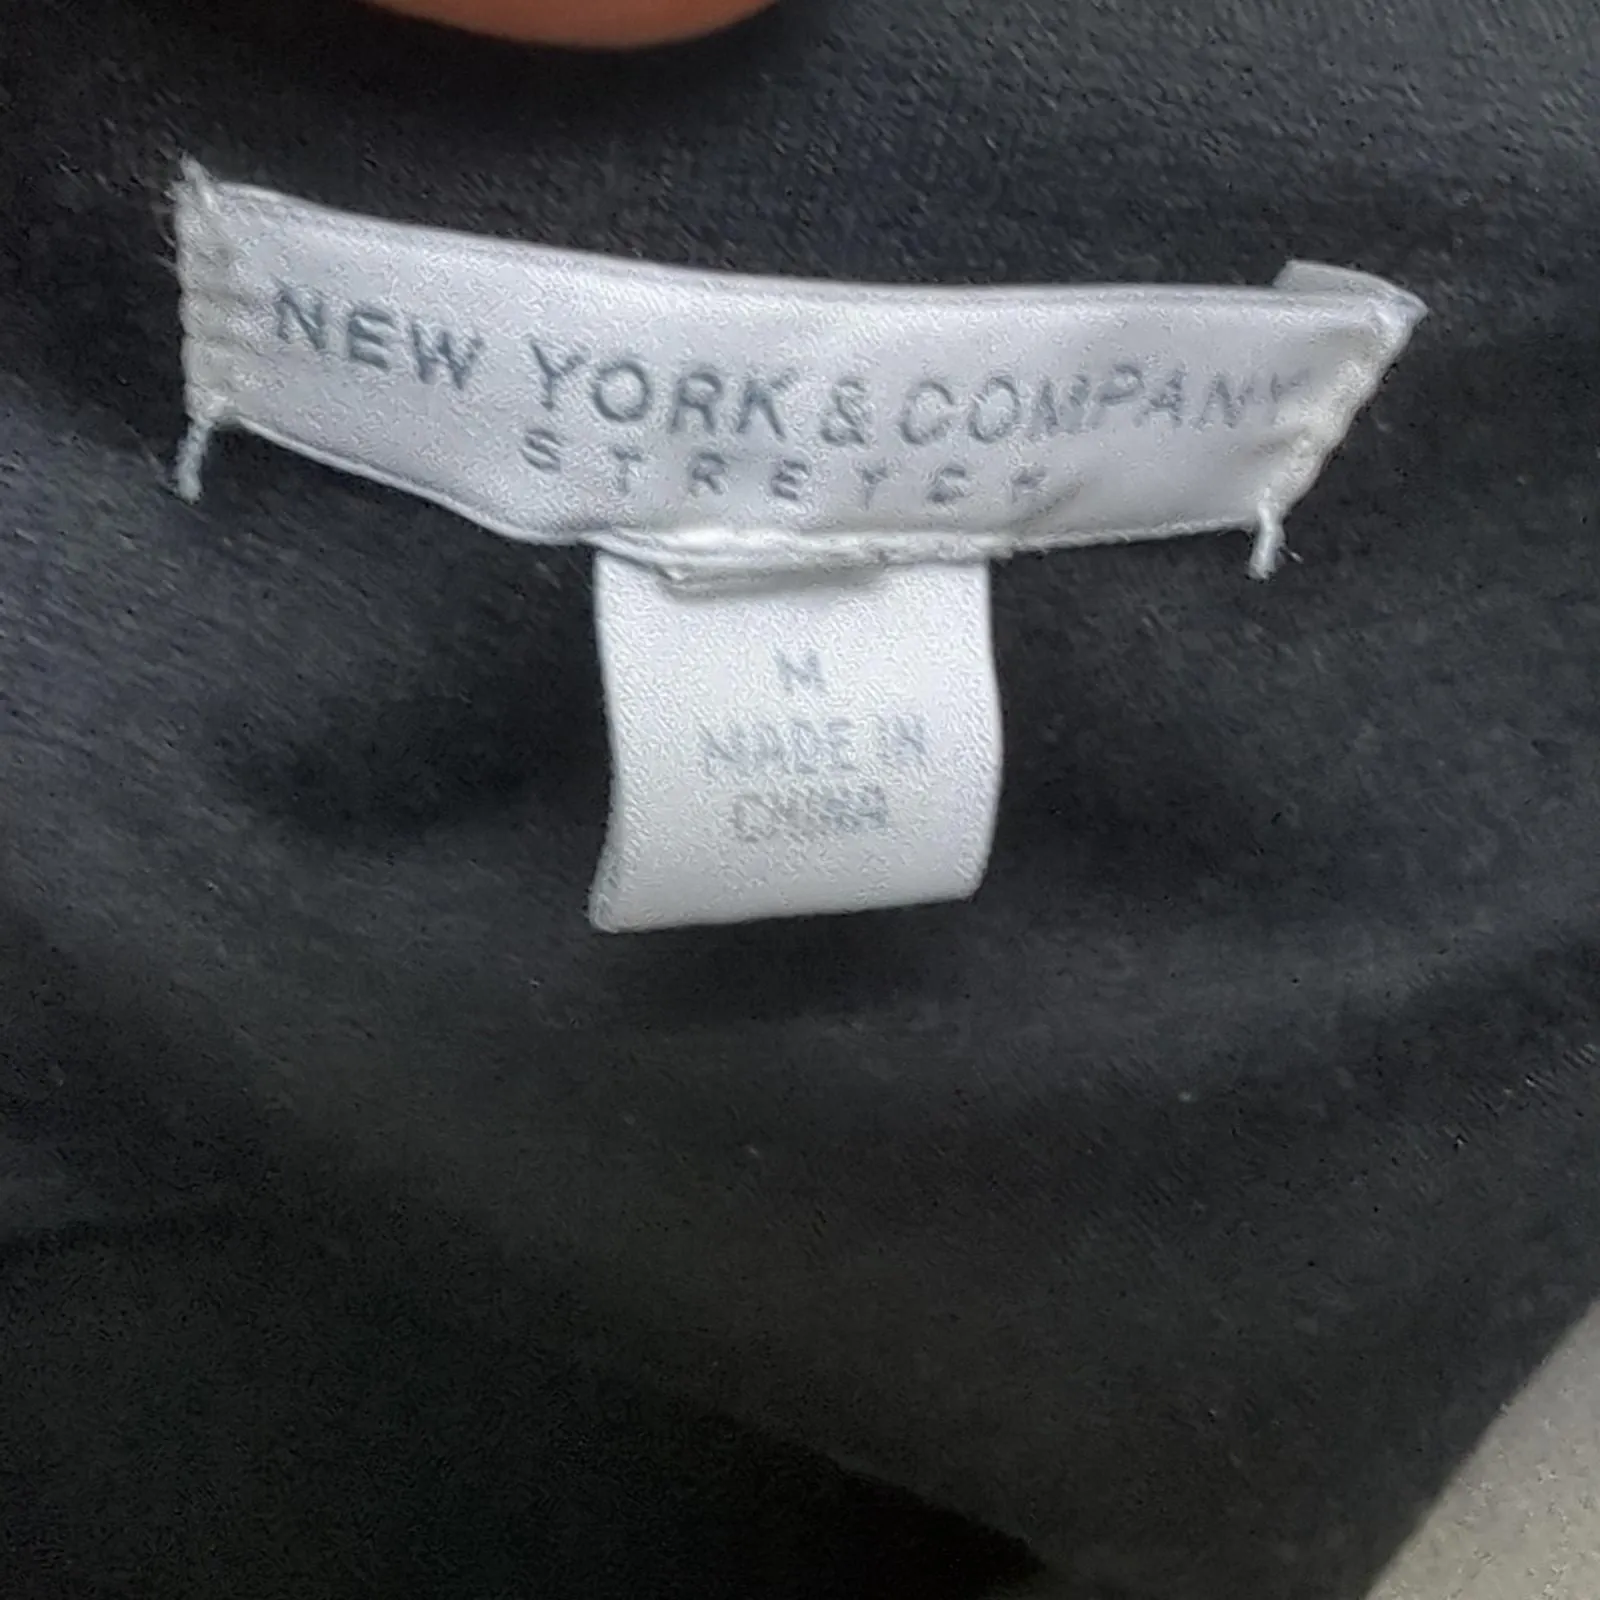 NEW YORK & COMPANY
STRETCH
M
MADE IN
CHINA